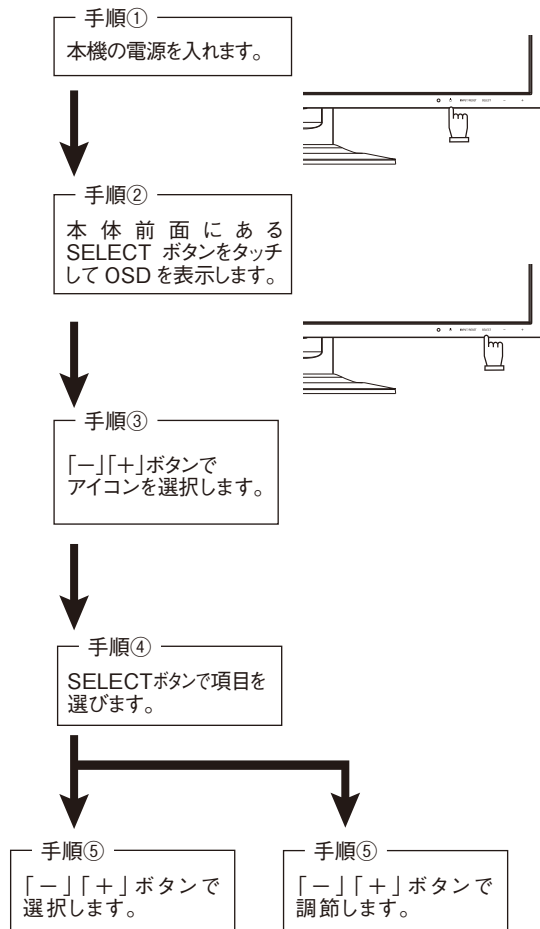 手順①
本機の電源を入れます。
手順②
本体前面にある
SELECT ボタンをタッチ
して OSD を表示します。
SELECT
手順③
「－」「＋」ボタンで
アイコンを選択します。
手順④
SELECTボタンで項目を
選びます。
手順⑤
「－」「＋」ボタンで
選択します。
手順⑤
「－」「＋」ボタンで
調節します。